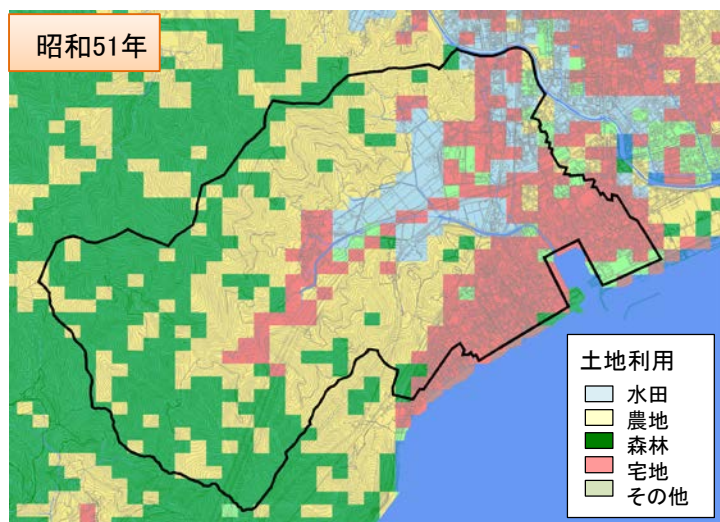 昭和51年
土地利用
水田
農地
森林
宅地
その他